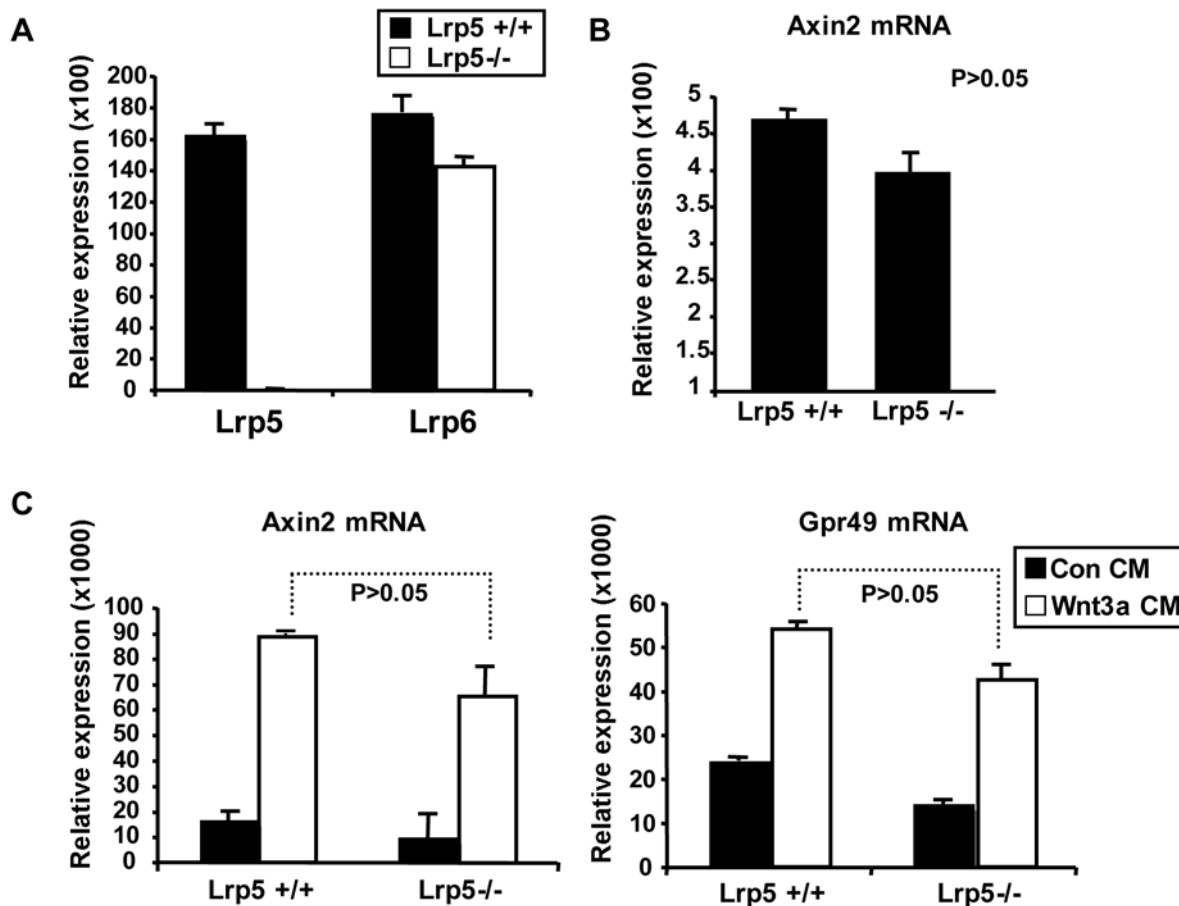 A
Lrp5 +/+
Lrp5-/-
Relative expression (x100)
200
180
160
140
120
100
80
60
40
20
0
Lrp5 Lrp6
B
Axin2 mRNA
P>0.05
Relative expression (x100)
5
4.5
4
3.5
3
2.5
2
1.5
1
Lrp5 +/+ Lrp5 -/-
C
Axin2 mRNA
P>0.05
Relative expression (x1000)
100
90
80
70
60
50
40
30
20
10
0
Lrp5 +/+ Lrp5-/-
Gpr49 mRNA
Con CM
Wnt3a CM
P>0.05
Relative expression (x1000)
60
50
40
30
20
10
0
Lrp5 +/+ Lrp5-/-